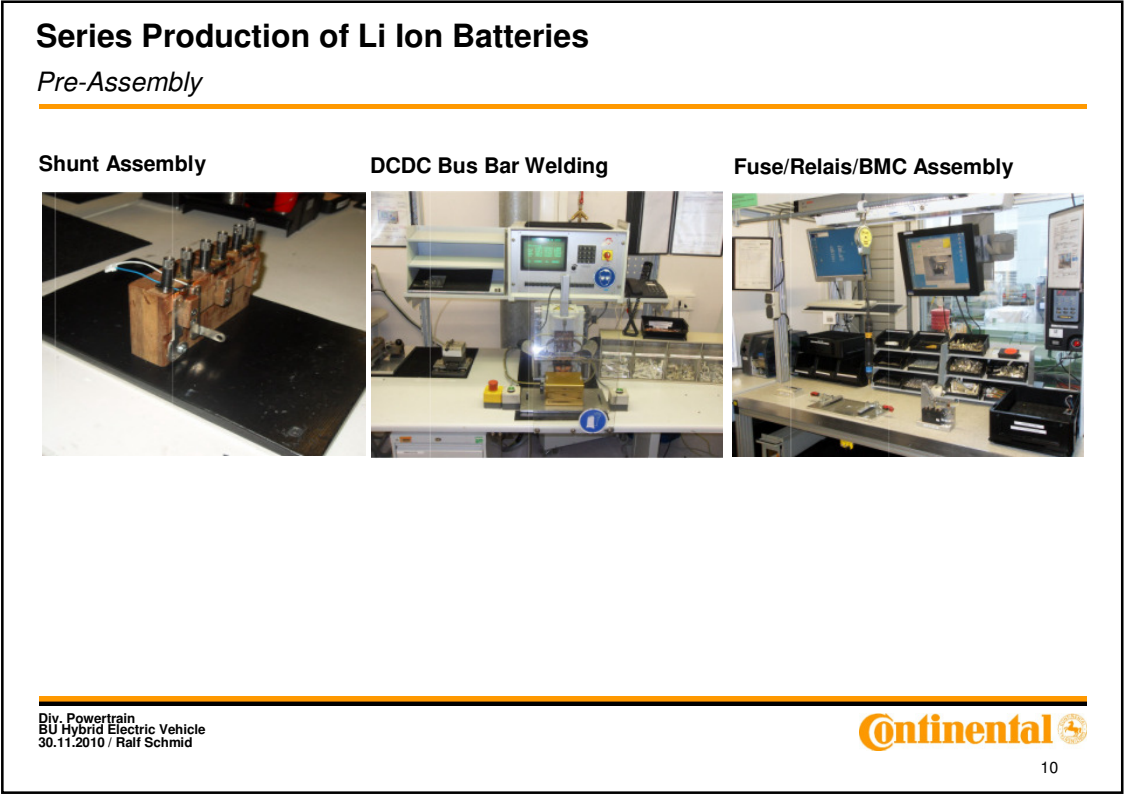 Series Production of Li Ion Batteries
Pre-Assembly
Shunt Assembly
DCDC Bus Bar Welding
Fuse/Relais/BMC Assembly
Div. Powertrain
BU Hybrid Electric Vehicle
30.11.2010 / Ralf Schmid
Continental
10